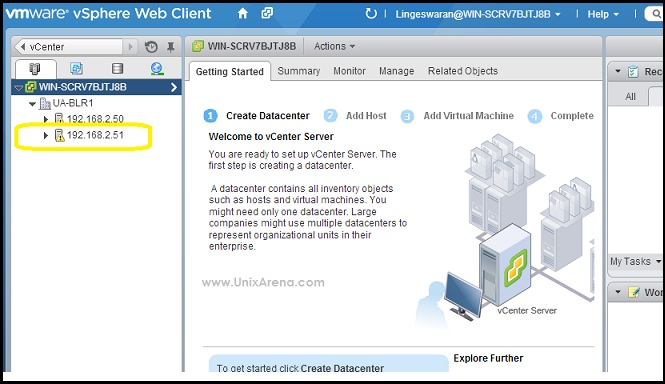 vmware® vSphere Web Client
Lingeswaran@WIN-SCRV7BJTJ8B
Help
vCenter
WIN-SCRV7BJTJ8B
UA-BLR1
192.168.2.50
192.168.2.51
WIN-SCRV7BJTJ8B
Actions
Getting Started
Summary
Monitor
Manage
Related Objects
1 Create Datacenter
2 Add Host
3 Add Virtual Machine
4 Complete
Welcome to vCenter Server
You are ready to set up vCenter Server. The
first step is creating a datacenter.
A datacenter contains all inventory objects
such as hosts and virtual machines. You
might need only one datacenter. Large
companies might use multiple datacenters to
represent organizational units in their
enterprise.
www.UnixArena.com
vCenter Server
To get started click Create Datacenter
Explore Further
All
My Tasks